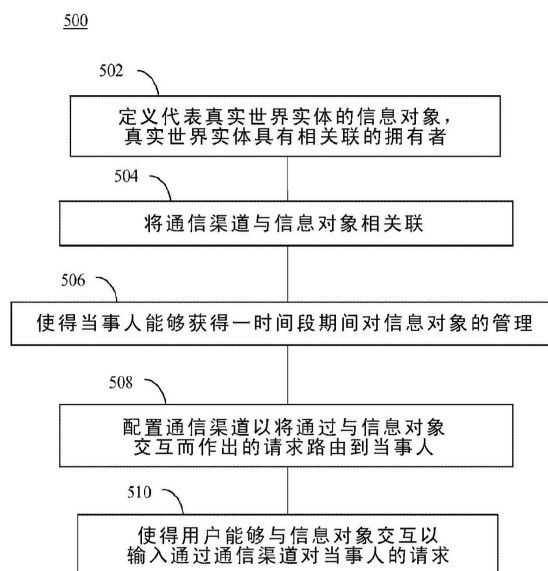 500
502
定义代表真实世界实体的信息对象，
真实世界实体具有相关联的拥有者
504
将通信渠道与信息对象相关联
506
使得当事人能够获得一时间段期间对信息对象的管理
508
配置通信渠道以将通过与信息对象
交互而作出的请求路由到当事人
510
使得用户能够与信息对象交互以
输入通过通信渠道对当事人的请求